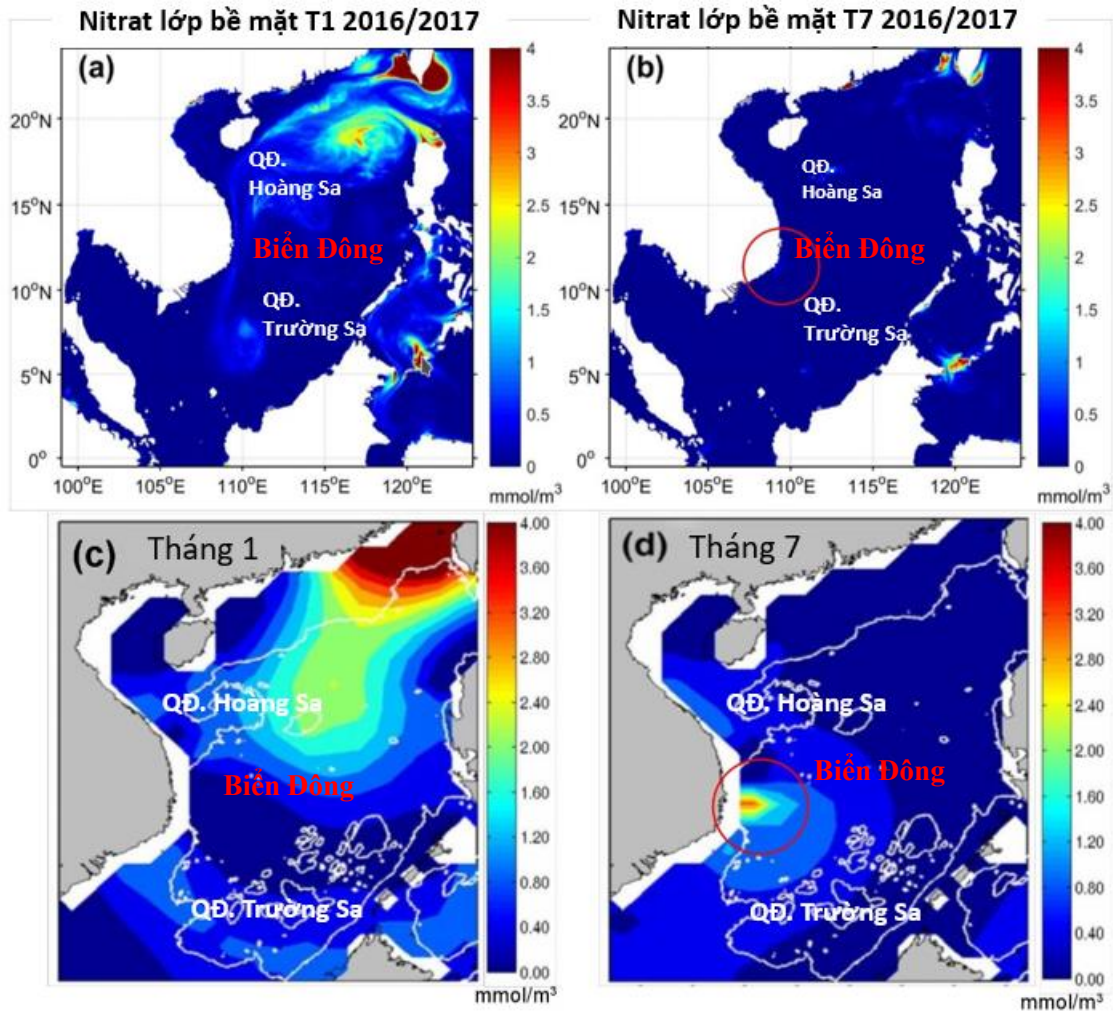 Nitrat lớp bề mặt T1 2016/2017
Nitrat lớp bề mặt T7 2016/2017
(a)
QĐ.
Hoàng Sa
Biển Đông
QĐ.
Trường Sa
20°N
15°N
10°N
5°N
0°
100°E
105°E
110°E
115°E
120°E
4
3.5
3
2.5
2
1.5
1
0.5
0
mmol/m³
(b)
QĐ.
Hoàng Sa
Biển Đông
QĐ.
Trường Sa
20°N
15°N
10°N
5°N
0°
100°E
105°E
110°E
115°E
120°E
4
3.5
3
2.5
2
1.5
1
0.5
0
mmol/m³
(c) Tháng 1
QĐ. Hoàng Sa
Biển Đông
QĐ. Trường Sa
4.00
3.60
3.20
2.80
2.40
2.00
1.60
1.20
0.80
0.40
0.00
mmol/m³
(d) Tháng 7
QĐ. Hoàng Sa
Biển Đông
QĐ. Trường Sa
4.00
3.60
3.20
2.80
2.40
2.00
1.60
1.20
0.80
0.40
0.00
mmol/m³